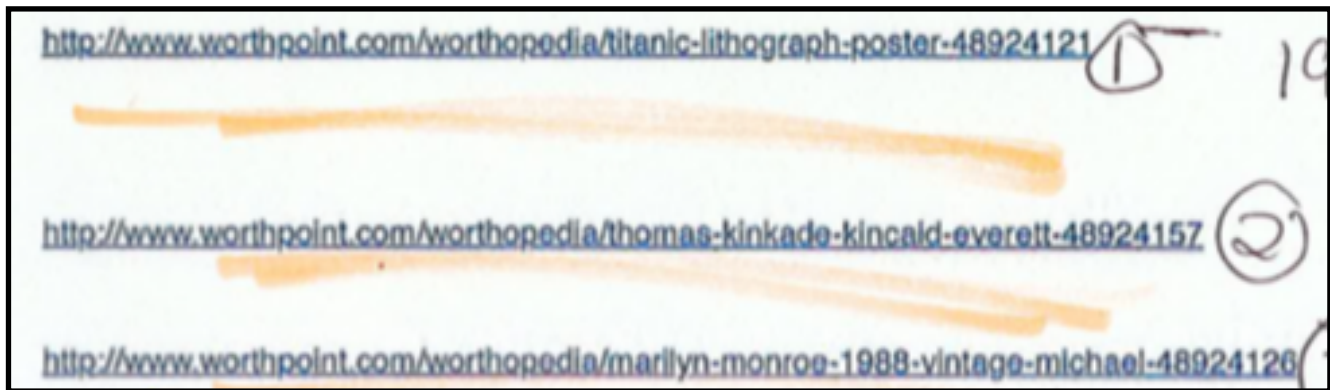 http://www.worthpoint.com/worthopedia/titanic-lithograph-poster-48924121 1 19
http://www.worthpoint.com/worthopedia/thomas-kinkade-kincaid-everett-48924157 2
http://www.worthpoint.com/worthopedia/marilyn-monroe-1988-vintage-michael-48924126